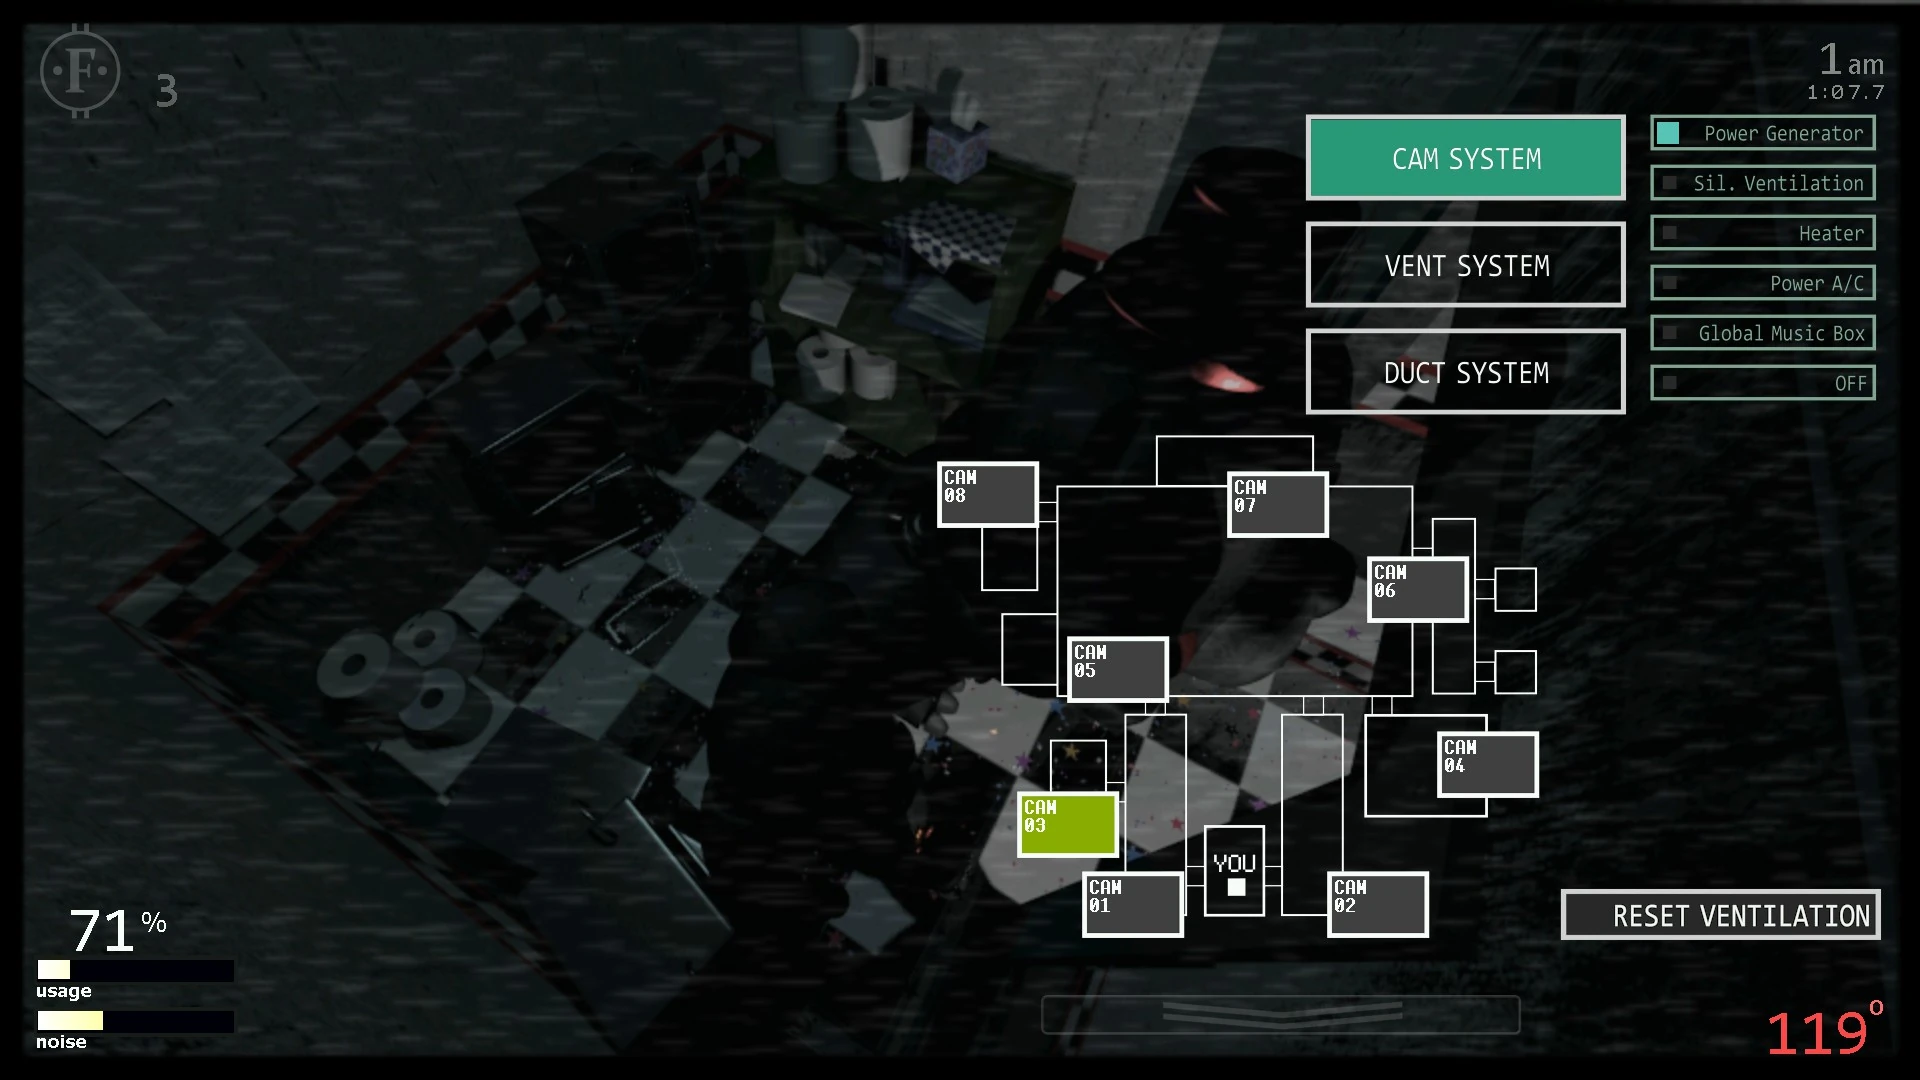 F
3
1 am
1:07.7
CAM SYSTEM
VENT SYSTEM
DUCT SYSTEM
Power Generator
Sil. Ventilation
Heater
Power A/C
Global Music Box
OFF
CAM
08
CAM
07
CAM
06
CAM
05
CAM
04
CAM
03
YOU
CAM
01
CAM
02
RESET VENTILATION
71 %
usage
noise
119°